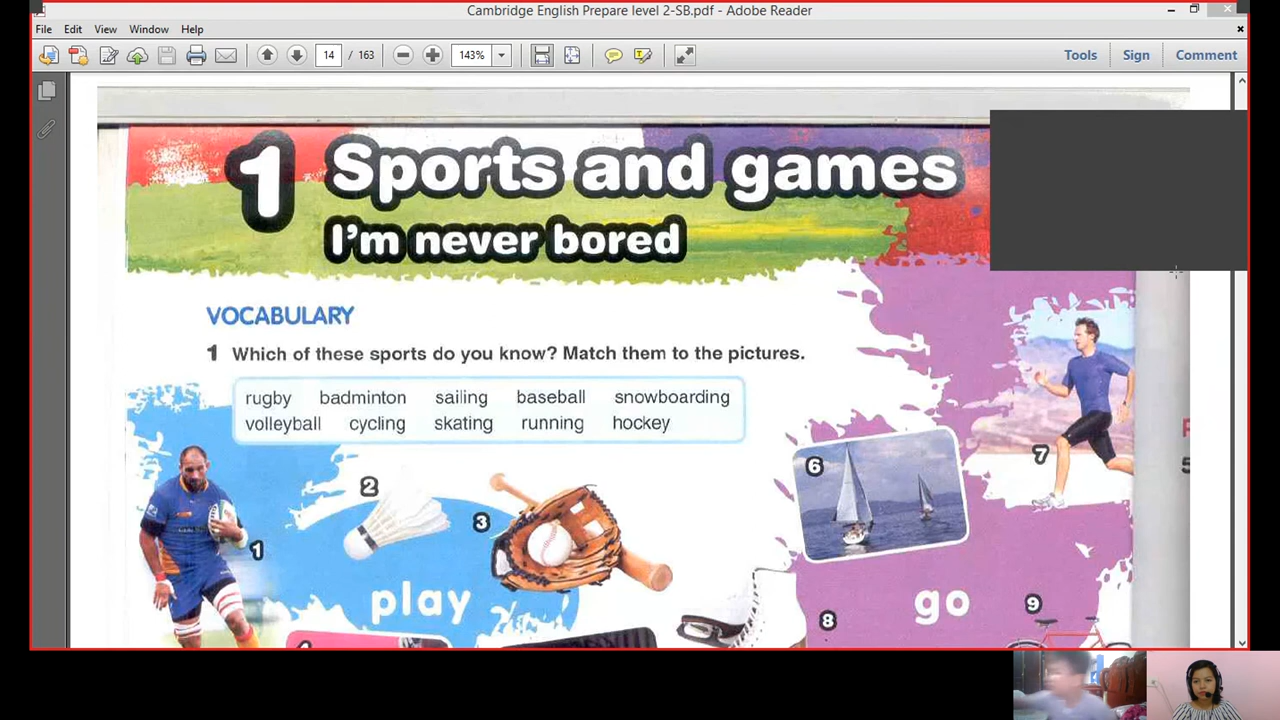 Cambridge English Prepare level 2-SB.pdf - Adobe Reader
File Edit View Window Help
14 / 163 143% Tools Sign Comment
1 Sports and games
I'm never bored
VOCABULARY
1 Which of these sports do you know? Match them to the pictures.
rugby badminton sailing baseball snowboarding
volleyball cycling skating running hockey
1
2
3
play
6
7
8
go
9